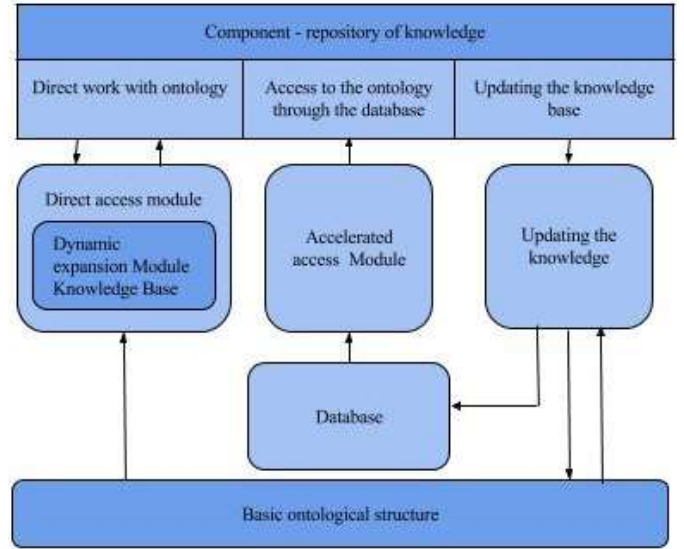 Component - repository of knowledge
Direct work with ontology
Access to the ontology
through the database
Updating the knowledge
base
Direct access module
Dynamic
expansion Module
Knowledge Base
Accelerated
access Module
Updating the
knowledge
Database
Basic ontological structure